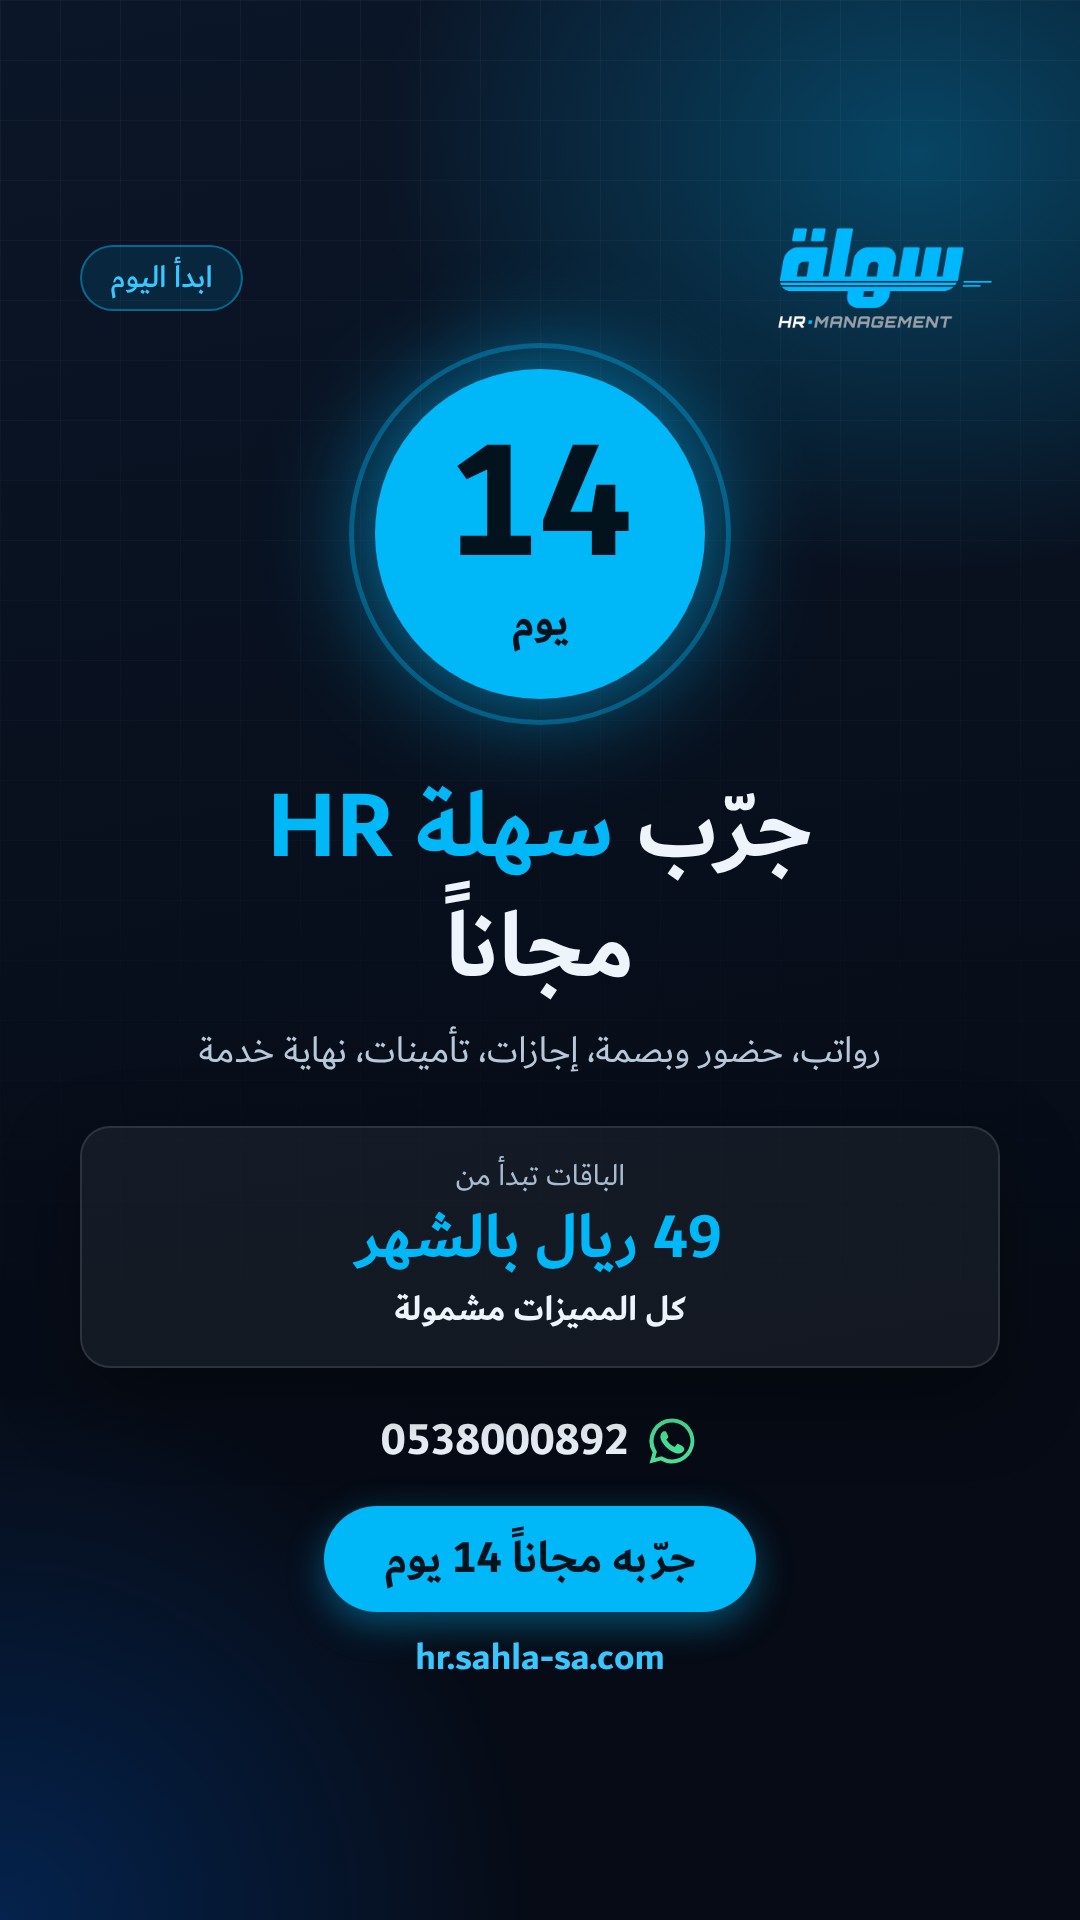 سهلة
HR·MANAGEMENT
ابدأ اليوم
14
يوم
جرّب سهلة HR
مجاناً
رواتب، حضور وبصمة، إجازات، تأمينات، نهاية خدمة
الباقات تبدأ من
49 ريال بالشهر
كل المميزات مشمولة
0538000892
جرّبه مجاناً 14 يوم
hr.sahla-sa.com